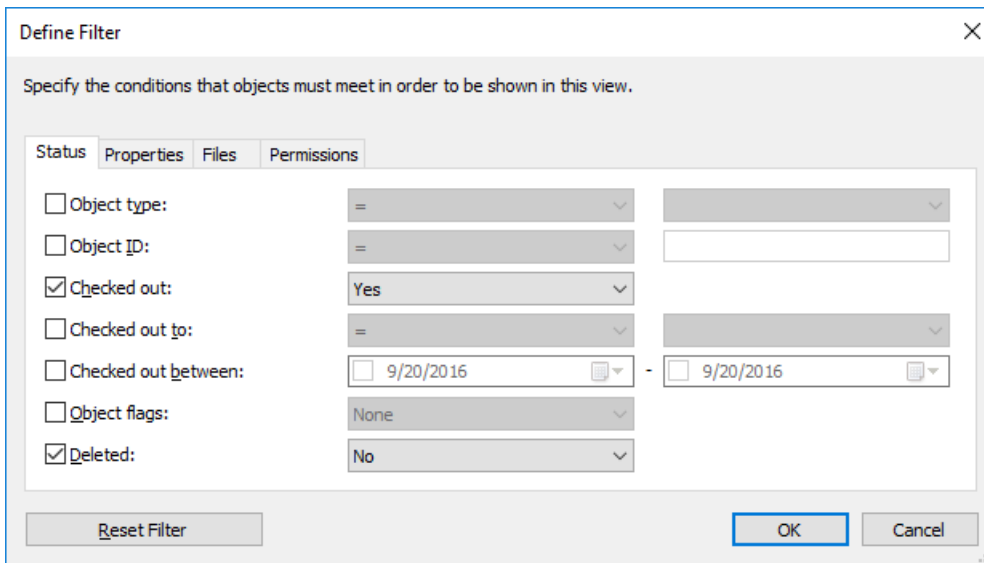 Define Filter
Specify the conditions that objects must meet in order to be shown in this view.
Status Properties Files Permissions
Object type: =
Object ID: =
Checked out: Yes
Checked out to: =
Checked out between: 9/20/2016 - 9/20/2016
Object flags: None
Deleted: No
Reset Filter OK Cancel